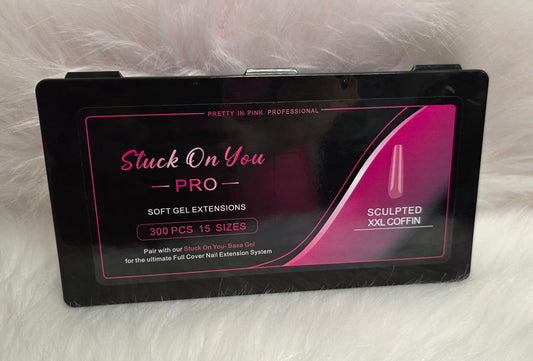 PRETTY IN PINK PROFESSIONAL
Stuck On You
PRO
SOFT GEL EXTENSIONS
300 PCS 15 SIZES
Pair with our Stuck On You- Base Gel
for the ultimate Full Cover Nail Extension System
SCULPTED
XXL COFFIN